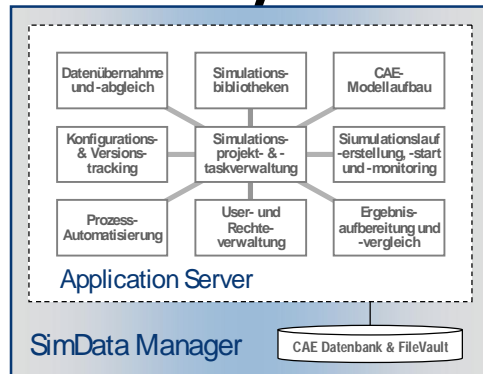 Datenübernahme
und -abgleich
Simulations-
bibliotheken
CAE-
Modellaufbau
Konfigurations-
& Versions-
tracking
Simulations-
projekt- & -
taskverwaltung
Siumulationslauf
-erstellung, -start
und -monitoring
Prozess-
Automatisierung
User- und
Rechte-
verwaltung
Ergebnis-
aufbereitung und
-vergleich
Application Server
SimData Manager
CAE Datenbank & FileVault